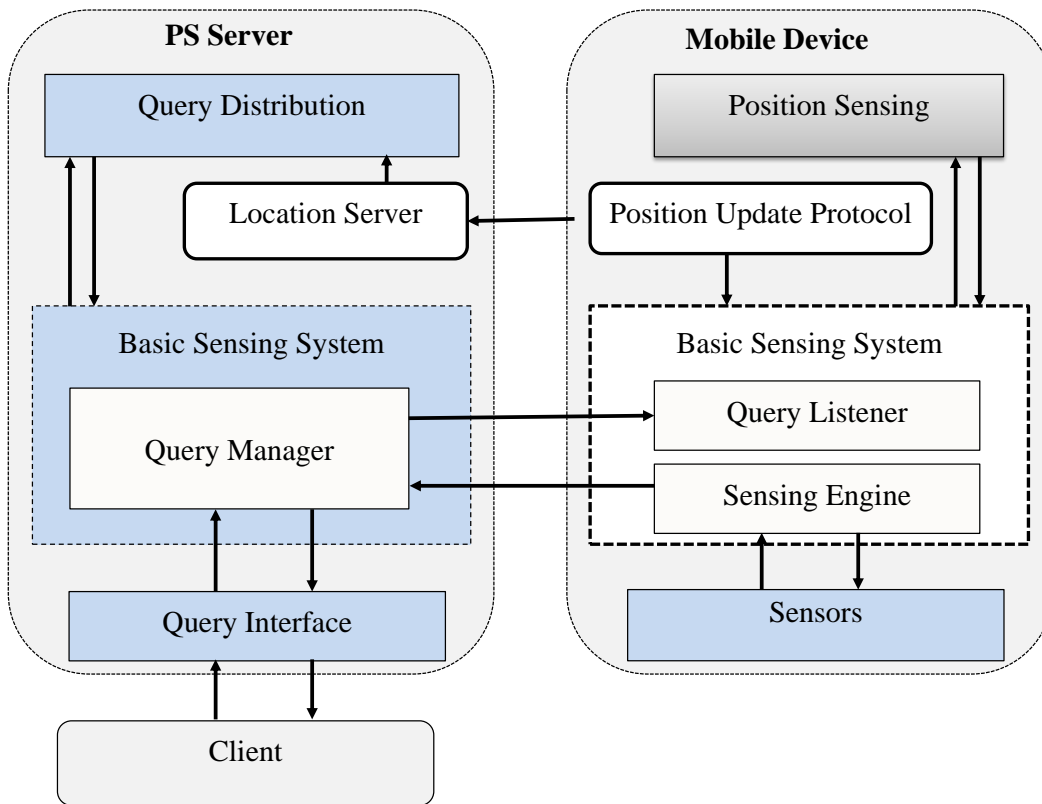 PS Server
Query Distribution
Location Server
Basic Sensing System
Query Manager
Query Interface
Client
Mobile Device
Position Sensing
Position Update Protocol
Basic Sensing System
Query Listener
Sensing Engine
Sensors